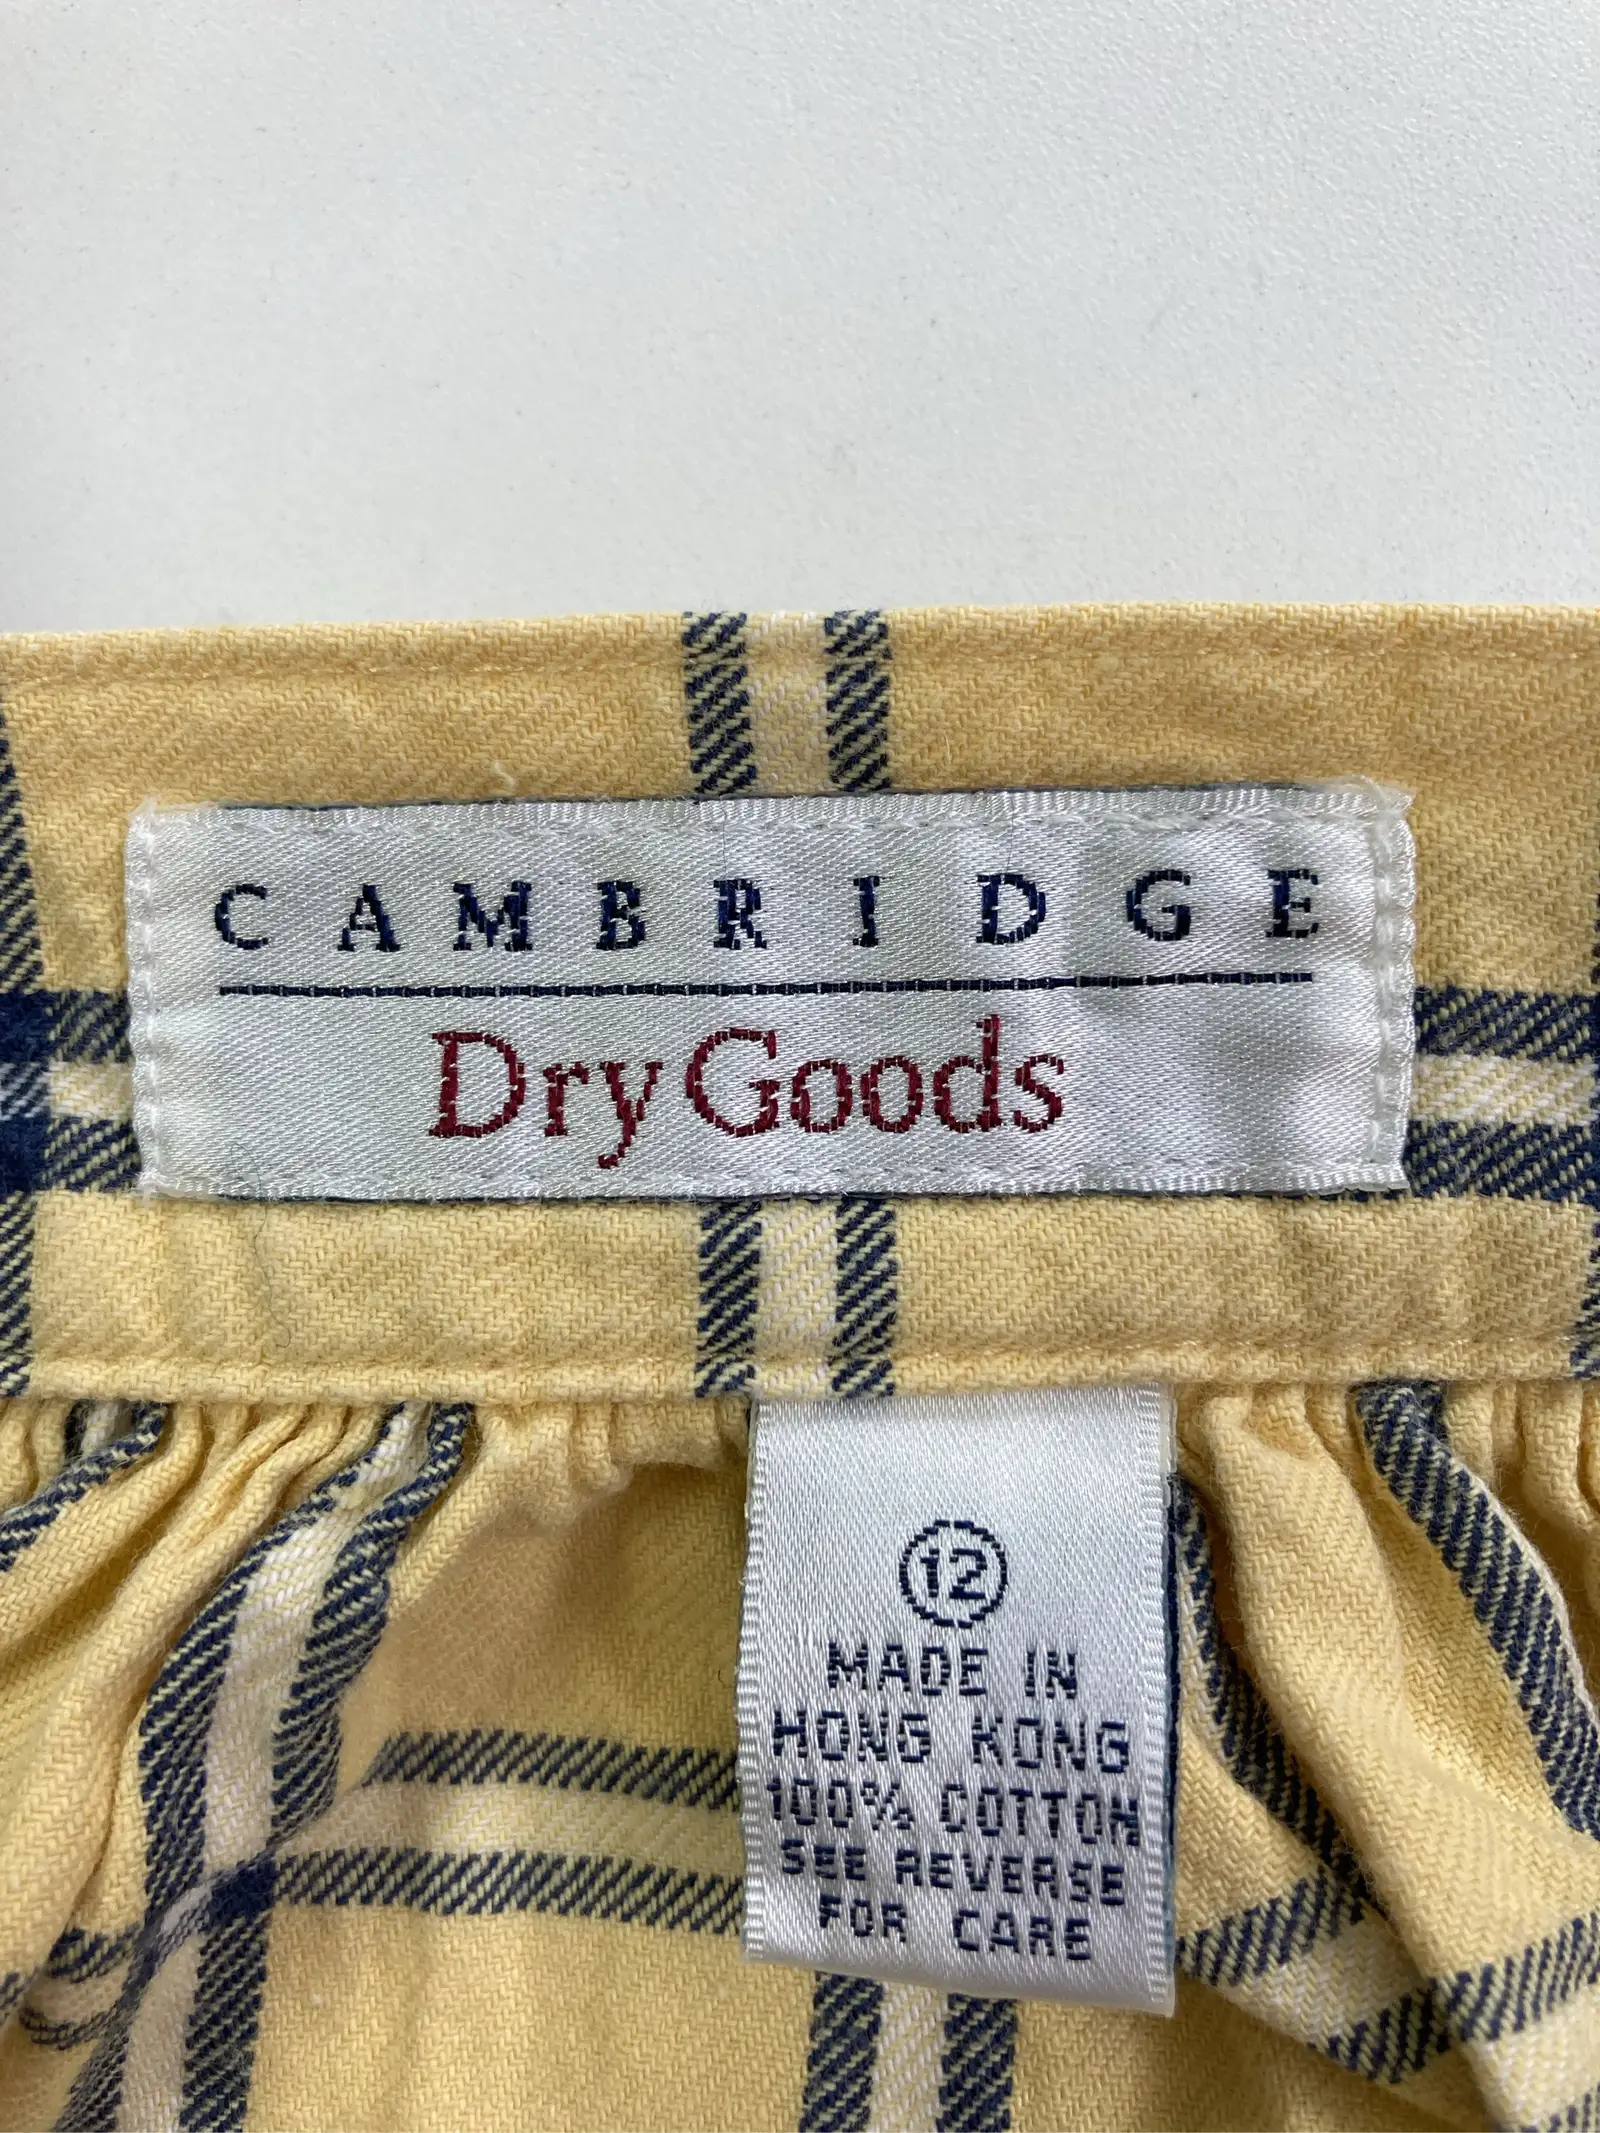 CAMBRIDGE
Dry Goods
12
MADE IN
HONG KONG
100% COTTON
SEE REVERSE
FOR CARE